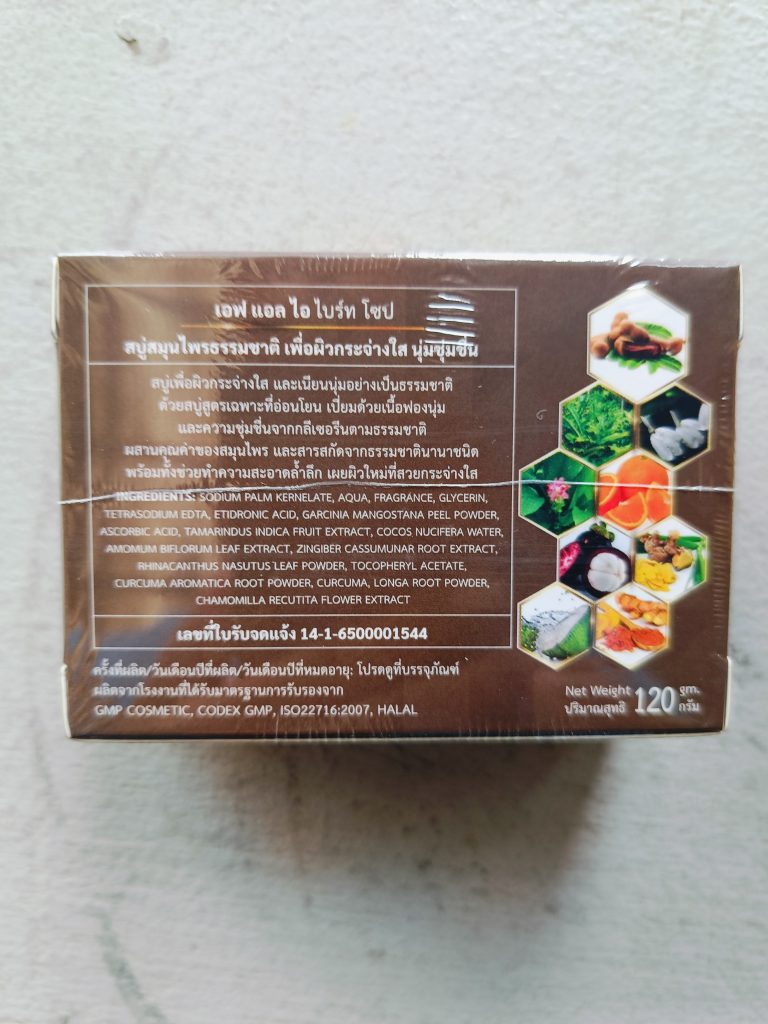 เอฟ แอล ไอ ไบร์ท โซป
สบู่สมุนไพรธรรมชาติ เพื่อผิวกระจ่างใส นุ่มชุ่มชื่น
สบู่เพื่อผิวกระจ่างใส และเนียนนุ่มอย่างเป็นธรรมชาติ
ด้วยสบู่สูตรเฉพาะที่อ่อนโยน เปี่ยมด้วยเนื้อฟองนุ่ม
และความชุ่มชื่นจากกลีเซอรีนตามธรรมชาติ
ผสานคุณค่าของสมุนไพร และสารสกัดจากธรรมชาตินานาชนิด
พร้อมทั้งช่วยทำความสะอาดล้ำลึก เผยผิวใหม่ที่สวยกระจ่างใส
INGREDIENTS: SODIUM PALM KERNELATE, AQUA, FRAGRANCE, GLYCERIN,
TETRASODIUM EDTA, ETIDRONIC ACID, GARCINIA MANGOSTANA PEEL POWDER,
ASCORBIC ACID, TAMARINDUS INDICA FRUIT EXTRACT, COCOS NUCIFERA WATER,
AMOMUM BIFLORUM LEAF EXTRACT, ZINGIBER CASSUMUNAR ROOT EXTRACT,
RHINACANTHUS NASUTUS LEAF POWDER, TOCOPHERYL ACETATE,
CURCUMA AROMATICA ROOT POWDER, CURCUMA, LONGA ROOT POWDER,
CHAMOMILLA RECUTITA FLOWER EXTRACT
เลขที่ใบรับจดแจ้ง 14-1-6500001544
ครั้งที่ผลิต/วันเดือนปีที่ผลิต/วันเดือนปีที่หมดอายุ: โปรดดูที่บรรจุภัณฑ์
ผลิตจากโรงงานที่ได้รับมาตรฐานการรับรองจาก
GMP COSMETIC, CODEX GMP, ISO22716:2007, HALAL
Net Weight 120 gm.
ปริมาณสุทธิ กรัม